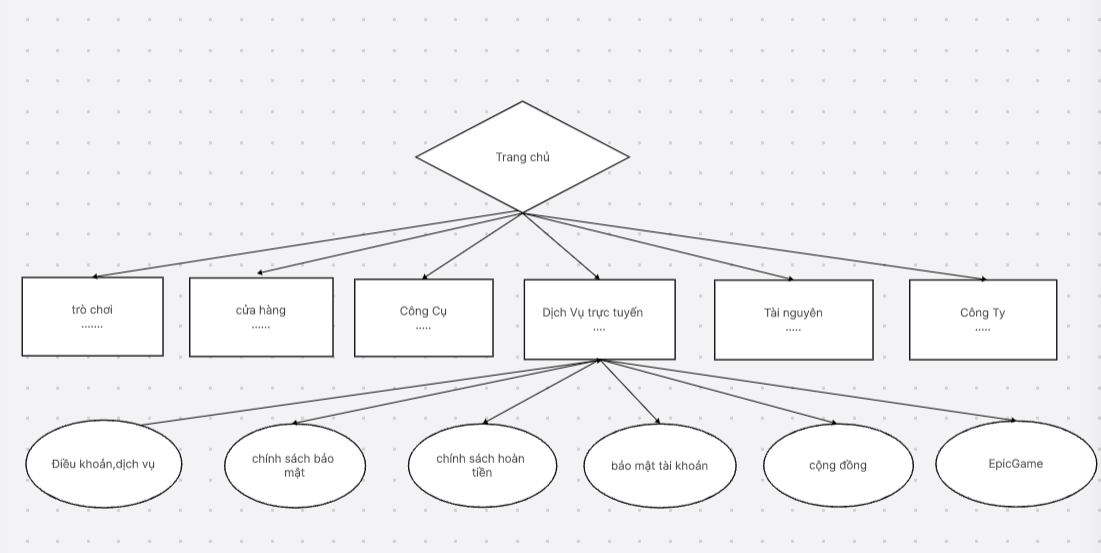 Trang chủ
trò chơi
.......
cửa hàng
......
Công Cụ
.....
Dịch Vụ trực tuyến
....
Tài nguyên
.....
Công Ty
.....
Điều khoản,dịch vụ
chính sách bảo
mật
chính sách hoàn
tiền
bảo mật tài khoản
cộng đồng
EpicGame